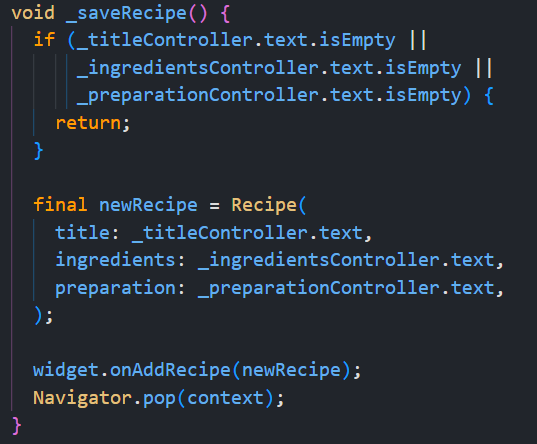 void _saveRecipe() {
  if (_titleController.text.isEmpty ||
      _ingredientsController.text.isEmpty ||
      _preparationController.text.isEmpty) {
    return;
  }

  final newRecipe = Recipe(
    title: _titleController.text,
    ingredients: _ingredientsController.text,
    preparation: _preparationController.text,
  );

  widget.onAddRecipe(newRecipe);
  Navigator.pop(context);
}